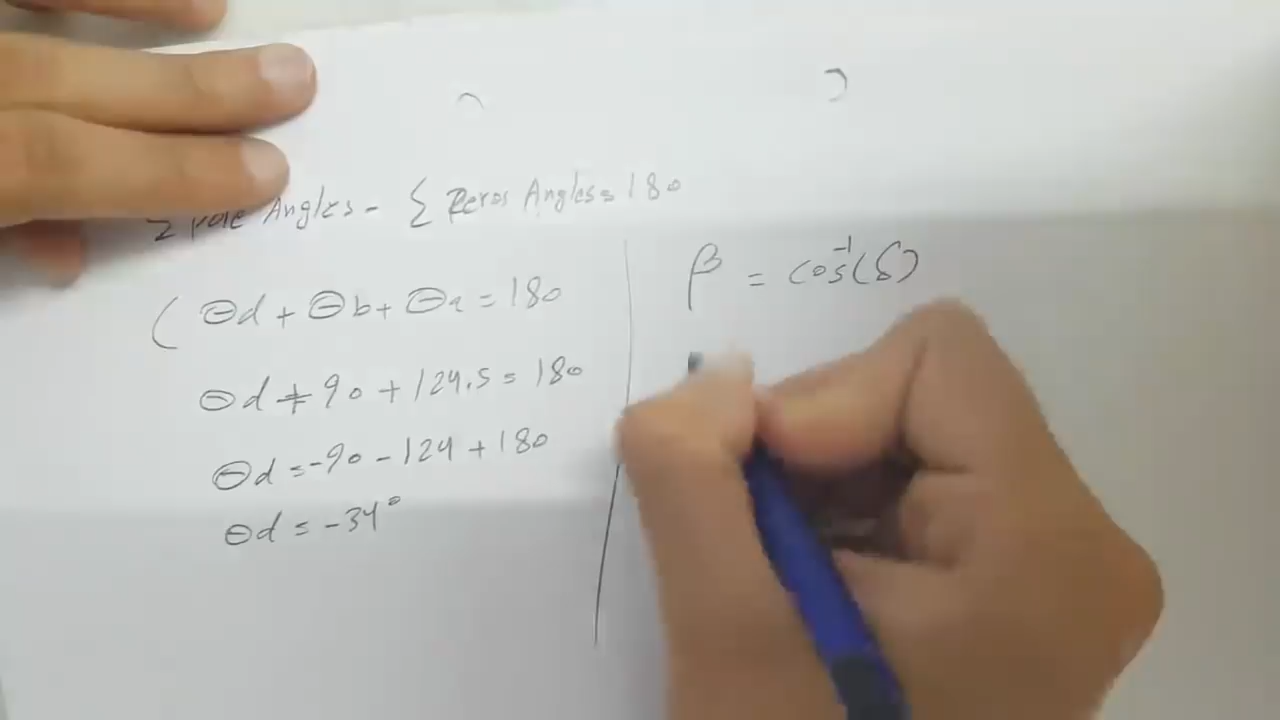 Σ pole Angles - Σ Zeros Angles = 180
( Θd + Θb + Θa = 180
Θd + 90 + 124.5 = 180
Θd = -90 - 124 + 180
Θd = -34°
β = cos⁻¹(δ)